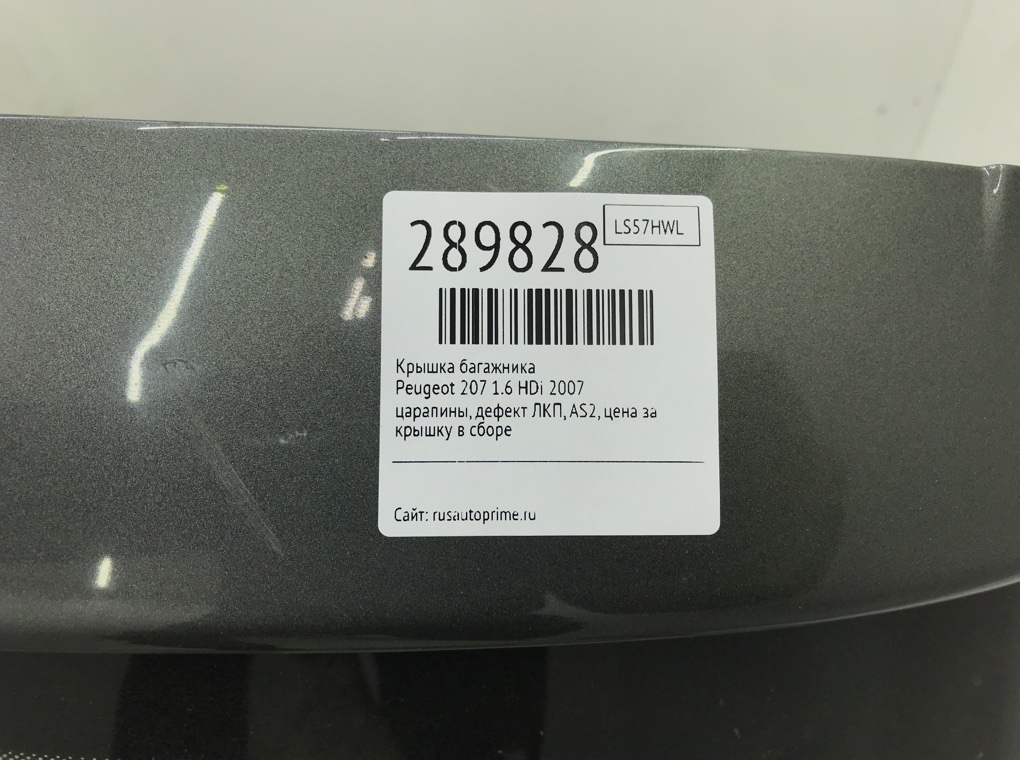 289828
LS57HWL
Крышка багажника
Peugeot 207 1.6 HDi 2007
царапины, дефект ЛКП, AS2, цена за
крышку в сборе
Сайт: rusautoprime.ru